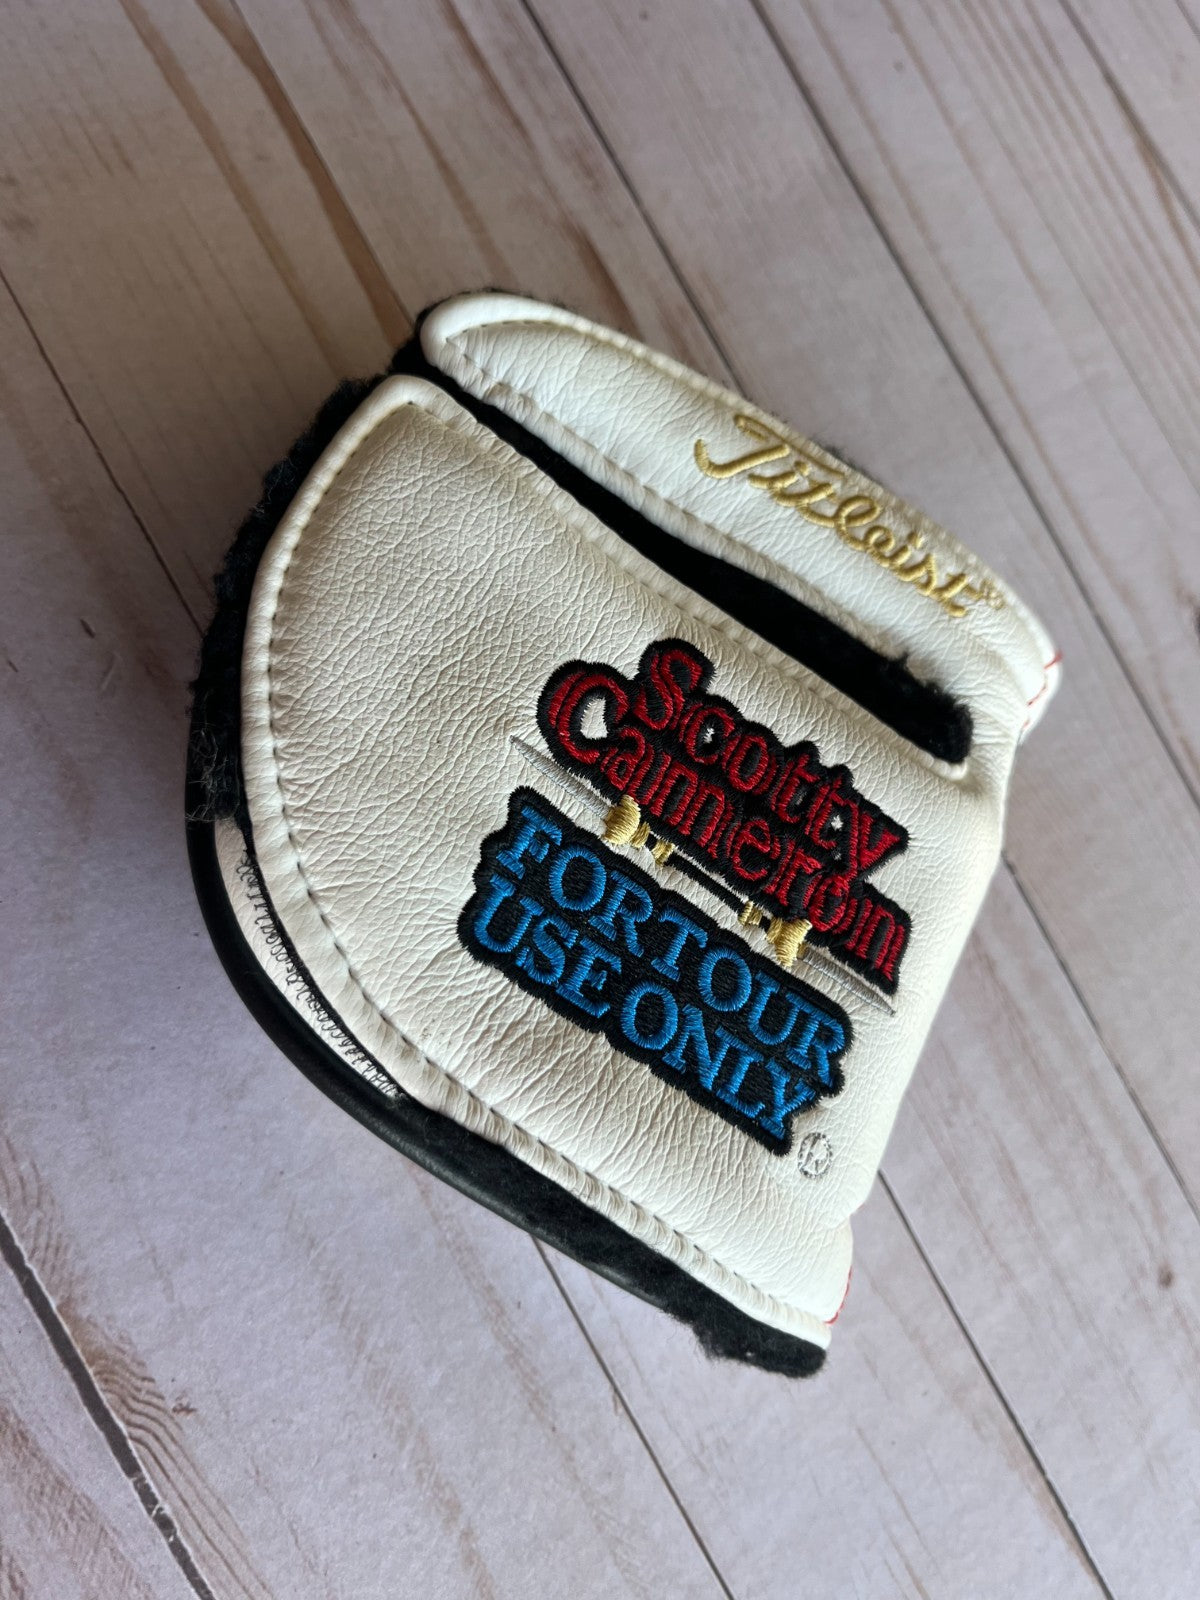 Titleist®
Scotty
Cameron
FOR TOUR
USE ONLY
®